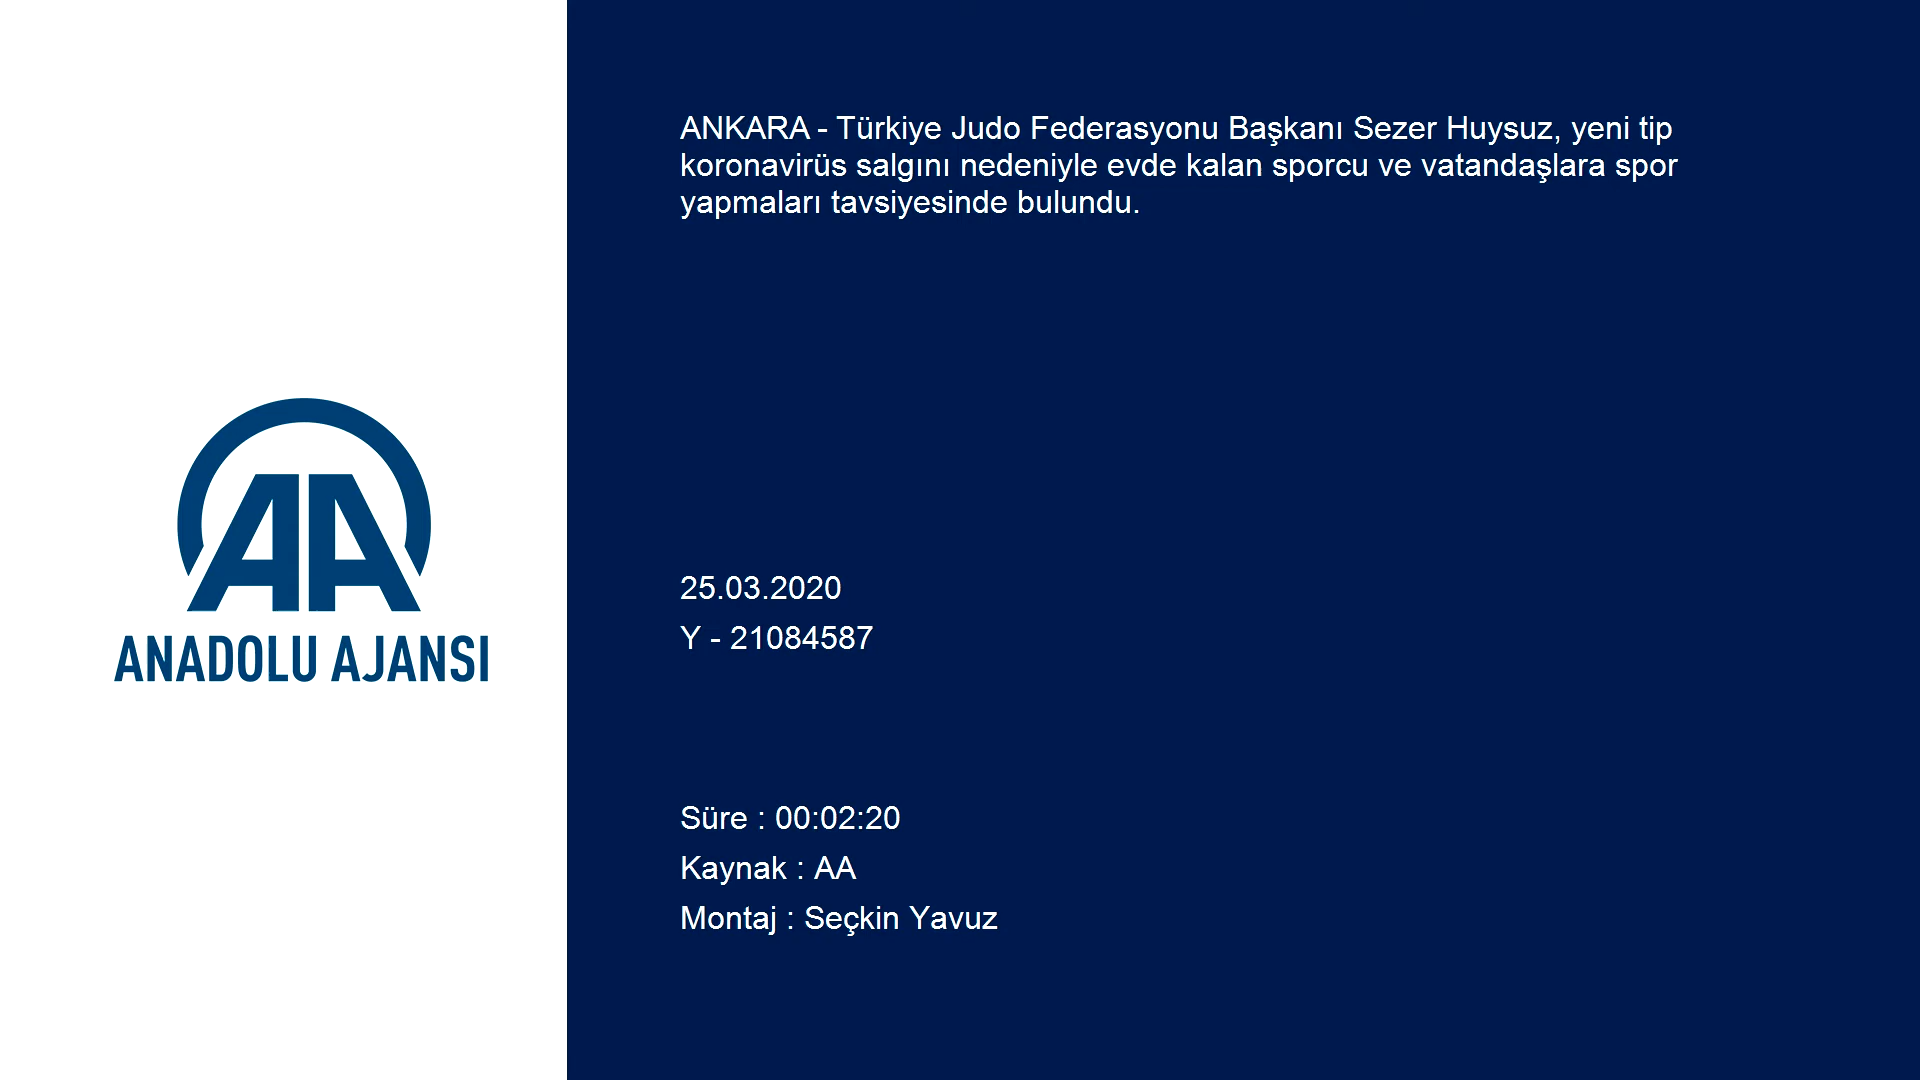 AA
ANADOLU AJANSI
ANKARA - Türkiye Judo Federasyonu Başkanı Sezer Huysuz, yeni tip
koronavirüs salgını nedeniyle evde kalan sporcu ve vatandaşlara spor
yapmaları tavsiyesinde bulundu.
25.03.2020
Y - 21084587
Süre : 00:02:20
Kaynak : AA
Montaj : Seçkin Yavuz